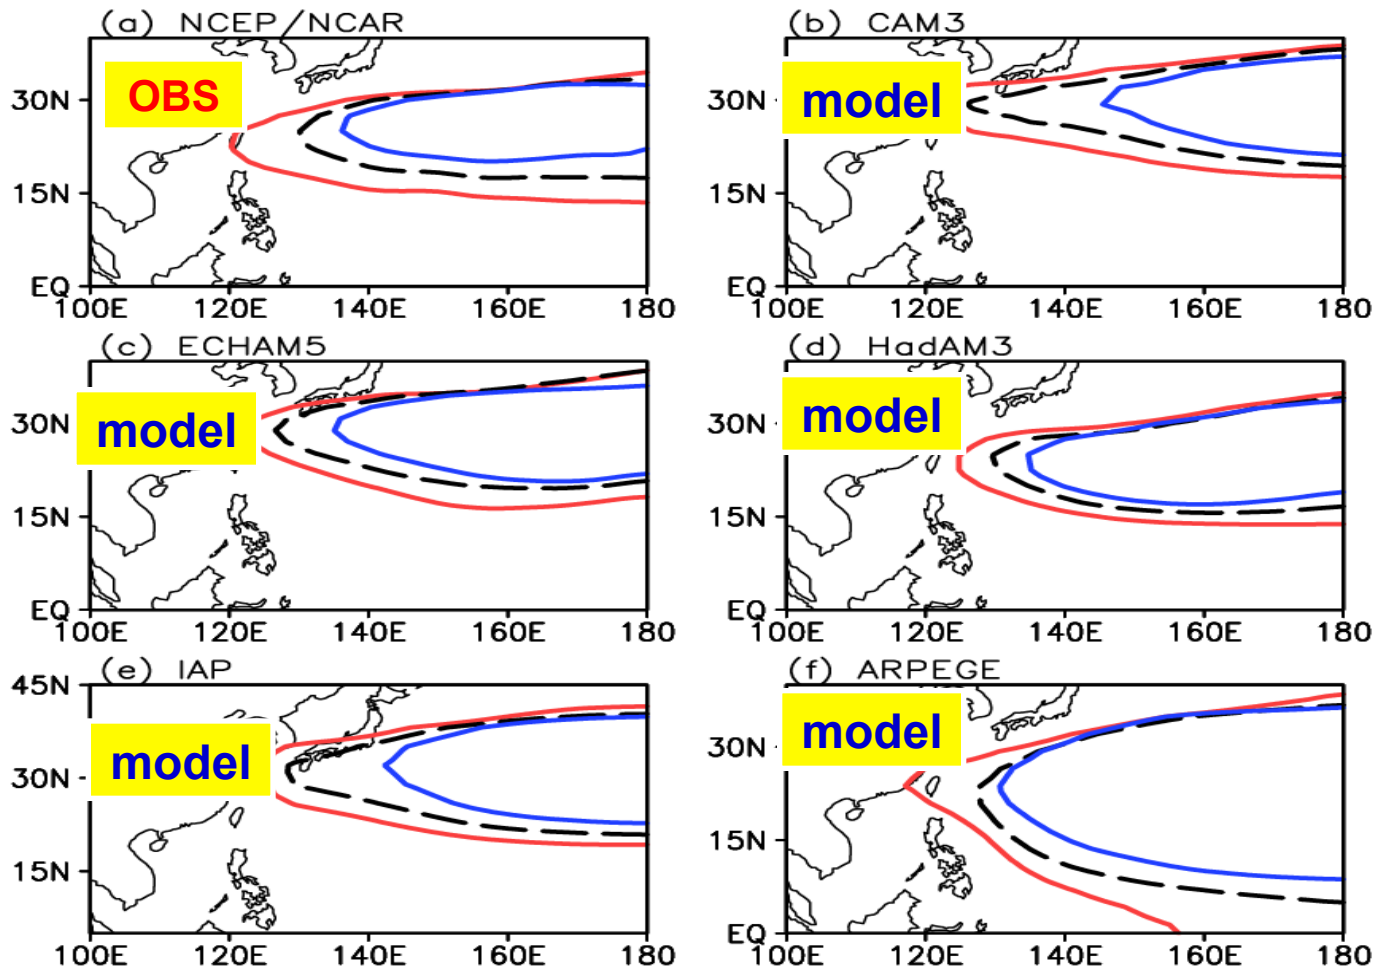 (a) NCEP/NCAR
OBS
30N
15N
EQ
100E 120E 140E 160E 180
(b) CAM3
model
30N
15N
EQ
100E 120E 140E 160E 180
(c) ECHAM5
model
30N
15N
EQ
100E 120E 140E 160E 180
(d) HadAM3
model
30N
15N
EQ
100E 120E 140E 160E 180
(e) IAP
model
45N
30N
15N
100E 120E 140E 160E 180
(f) ARPEGE
model
30N
15N
EQ
100E 120E 140E 160E 180